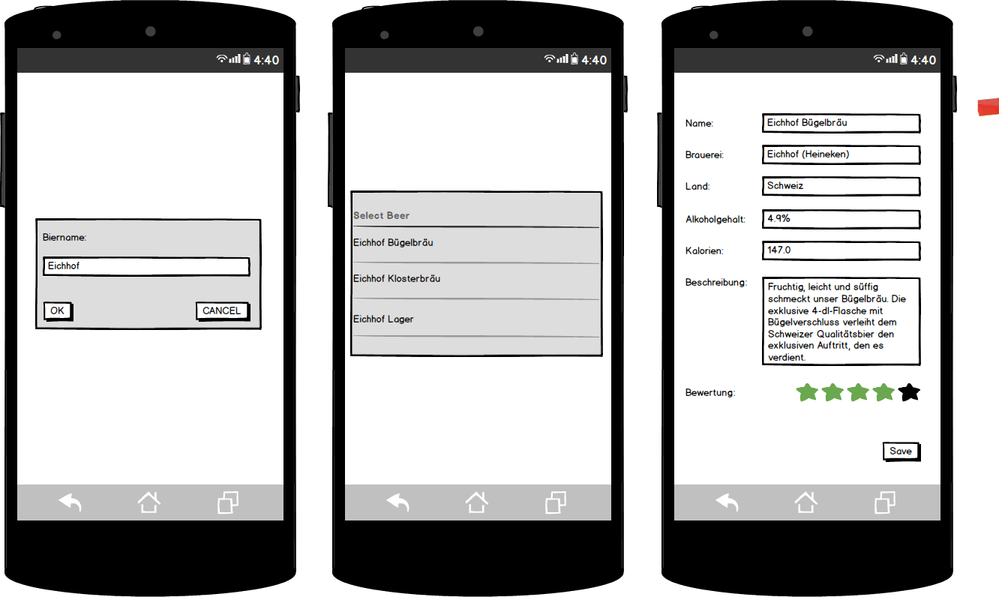 4:40
Biername:
Eichhof
OK CANCEL
4:40
Select Beer
Eichhof Bügelbräu
Eichhof Klosterbräu
Eichhof Lager
4:40
Name: Eichhof Bügelbräu
Brauerei: Eichhof (Heineken)
Land: Schweiz
Alkoholgehalt: 4.9%
Kalorien: 147.0
Beschreibung: Fruchtig, leicht und süffig
schmeckt unser Bügelbräu. Die
exklusive 4-dl-Flasche mit
Bügelverschluss verleiht dem
Schweizer Qualitätsbier den
exklusiven Auftritt, den es
verdient.
Bewertung:
Save